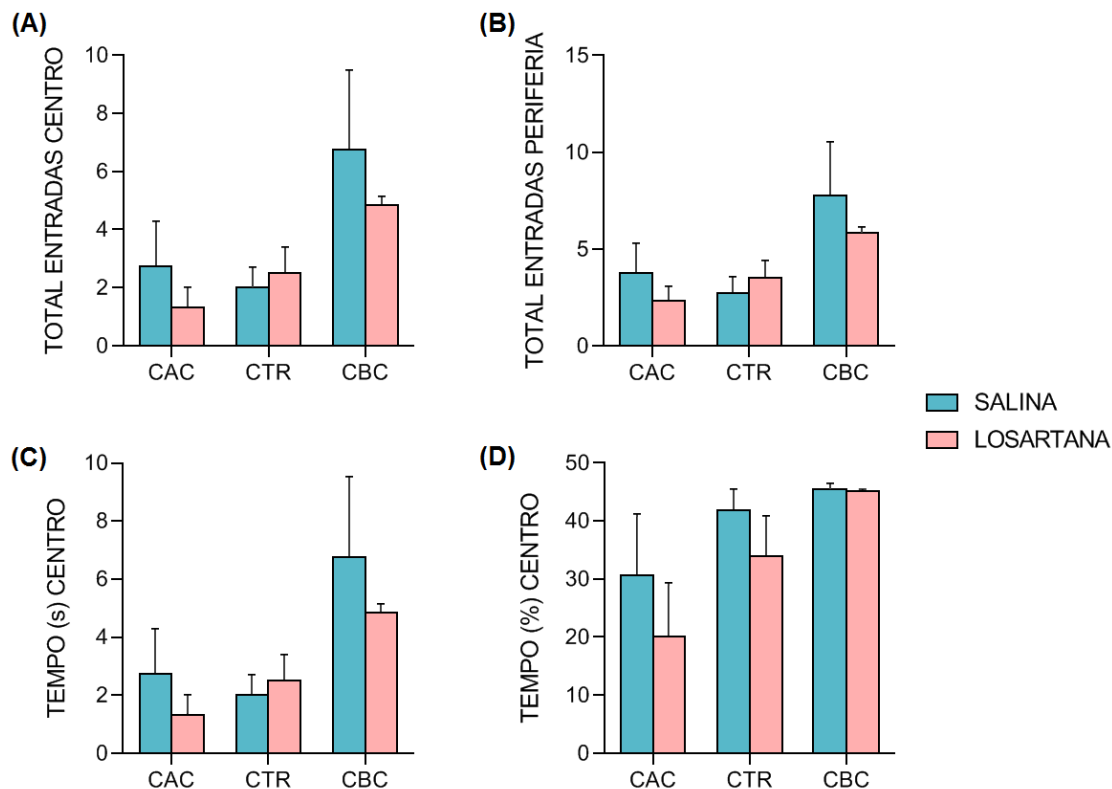 (A)
TOTAL ENTRADAS CENTRO
10
8
6
4
2
0
CAC CTR CBC
(B)
TOTAL ENTRADAS PERIFERIA
15
10
5
0
CAC CTR CBC
SALINA
LOSARTANA
(C)
TEMPO (s) CENTRO
10
8
6
4
2
0
CAC CTR CBC
(D)
TEMPO (%) CENTRO
50
40
30
20
10
0
CAC CTR CBC